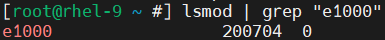 [root@rhel-9 ~ #] lsmod | grep "e1000"
e1000                 200704  0